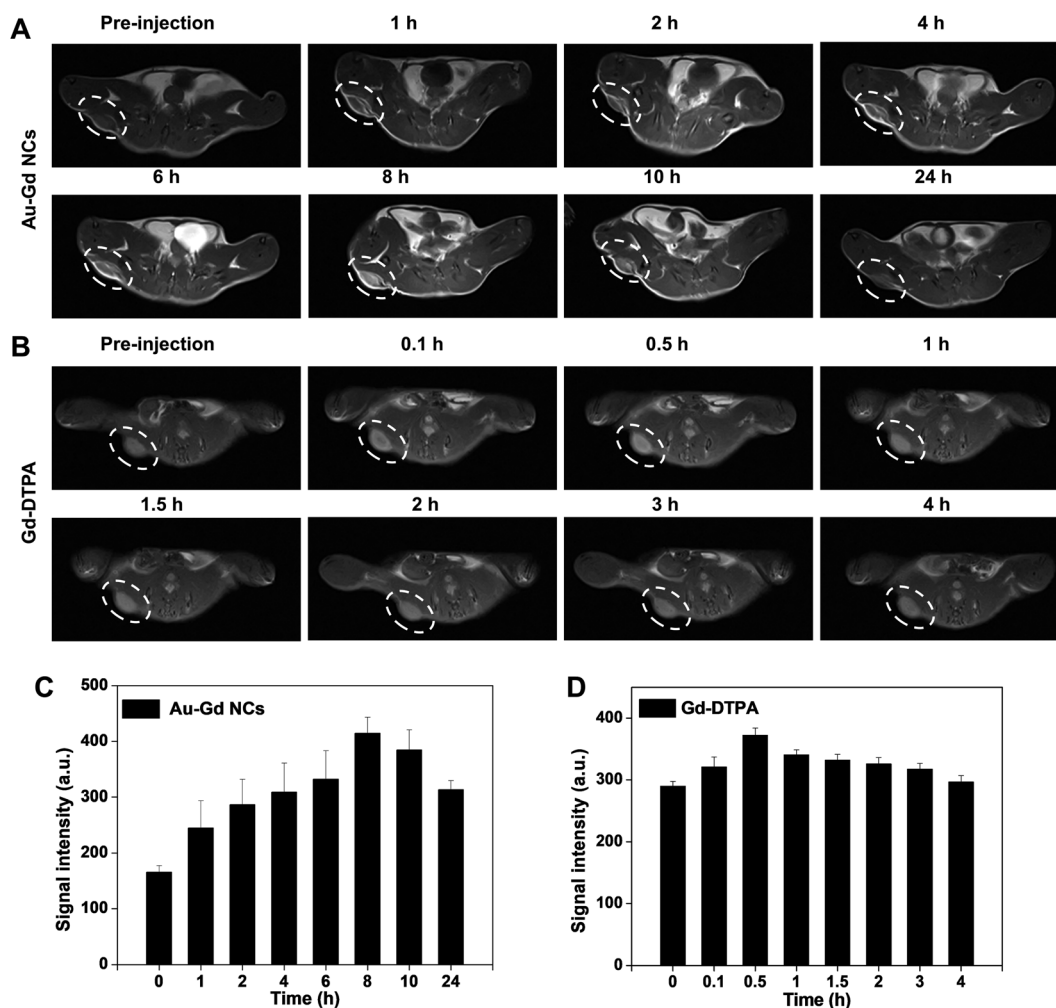 A
Pre-injection
1 h
2 h
4 h
Au-Gd NCs
6 h
8 h
10 h
24 h
B
Pre-injection
0.1 h
0.5 h
1 h
Gd-DTPA
1.5 h
2 h
3 h
4 h
C
500
400
300
200
100
0
Signal intensity (a.u.)
Au-Gd NCs
0 1 2 4 6 8 10 24
Time (h)
D
400
300
200
100
0
Signal intensity (a.u.)
Gd-DTPA
0 0.1 0.5 1 1.5 2 3 4
Time (h)